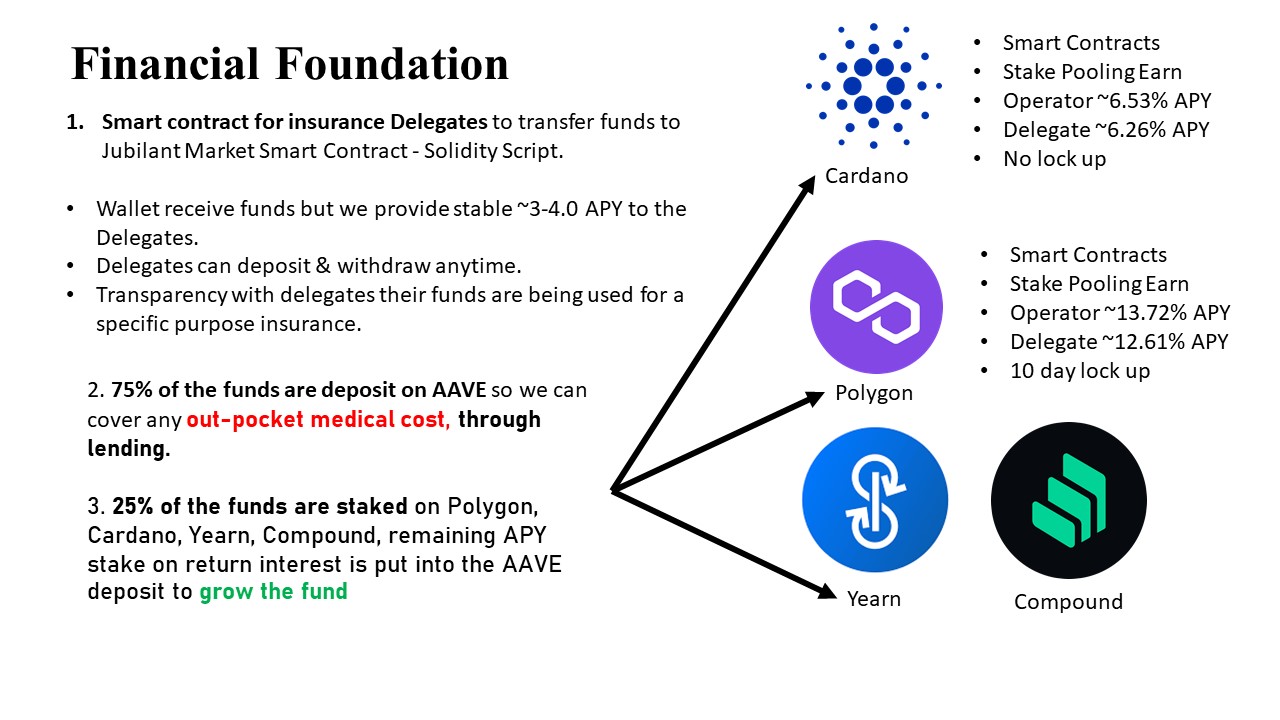 Financial Foundation
1. Smart contract for insurance Delegates to transfer funds to
Jubilant Market Smart Contract - Solidity Script.
• Wallet receive funds but we provide stable ~3-4.0 APY to the
Delegates.
• Delegates can deposit & withdraw anytime.
• Transparency with delegates their funds are being used for a
specific purpose insurance.
2. 75% of the funds are deposit on AAVE so we can
cover any out-pocket medical cost, through
lending.
3. 25% of the funds are staked on Polygon,
Cardano, Yearn, Compound, remaining APY
stake on return interest is put into the AAVE
deposit to grow the fund
Cardano
• Smart Contracts
• Stake Pooling Earn
• Operator ~6.53% APY
• Delegate ~6.26% APY
• No lock up
Polygon
• Smart Contracts
• Stake Pooling Earn
• Operator ~13.72% APY
• Delegate ~12.61% APY
• 10 day lock up
Yearn
Compound